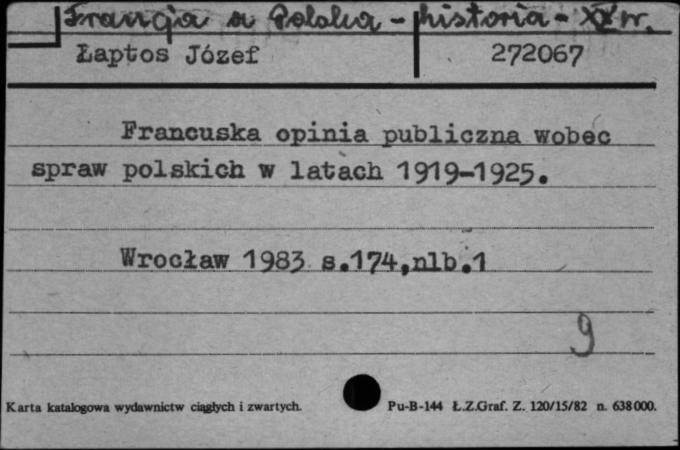 Francja a Polska - historia - XX w.
Łaptos Józef 272067
Francuska opinia publiczna wobec
spraw polskich w latach 1919-1925.
Wrocław 1983 s.174,nlb.1
9
Karta katalogowa wydawnictw ciągłych i zwartych. Pu-B-144 Ł.Z.Graf. Z. 120/15/82 n. 638000.